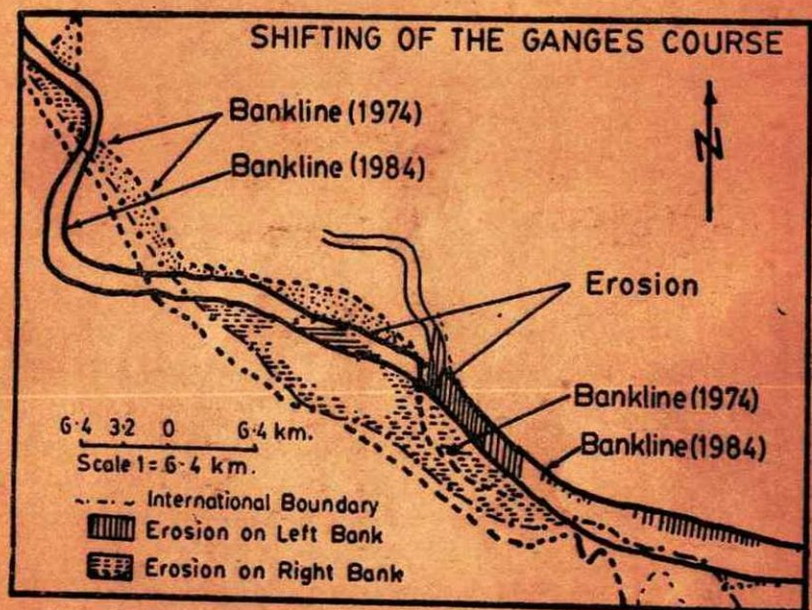 SHIFTING OF THE GANGES COURSE
Bankline (1974)
N
Bankline (1984)
Erosion
Bankline (1974)
Bankline (1984)
6·4 3·2 0 6·4 km.
Scale 1 = 6·4 km.
International Boundary
Erosion on Left Bank
Erosion on Right Bank